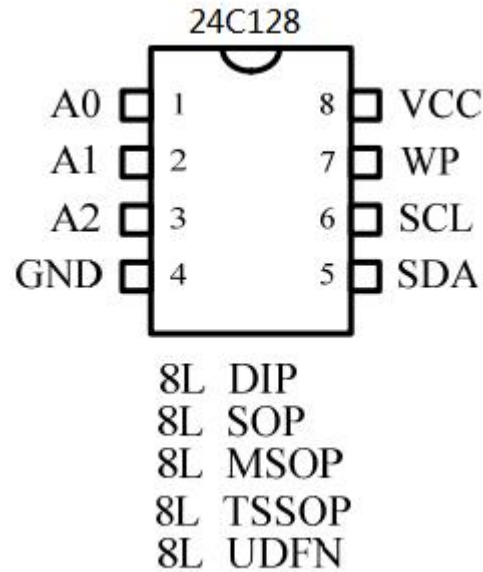 24C128
A0 1 8 VCC
A1 2 7 WP
A2 3 6 SCL
GND 4 5 SDA
8L DIP
8L SOP
8L MSOP
8L TSSOP
8L UDFN